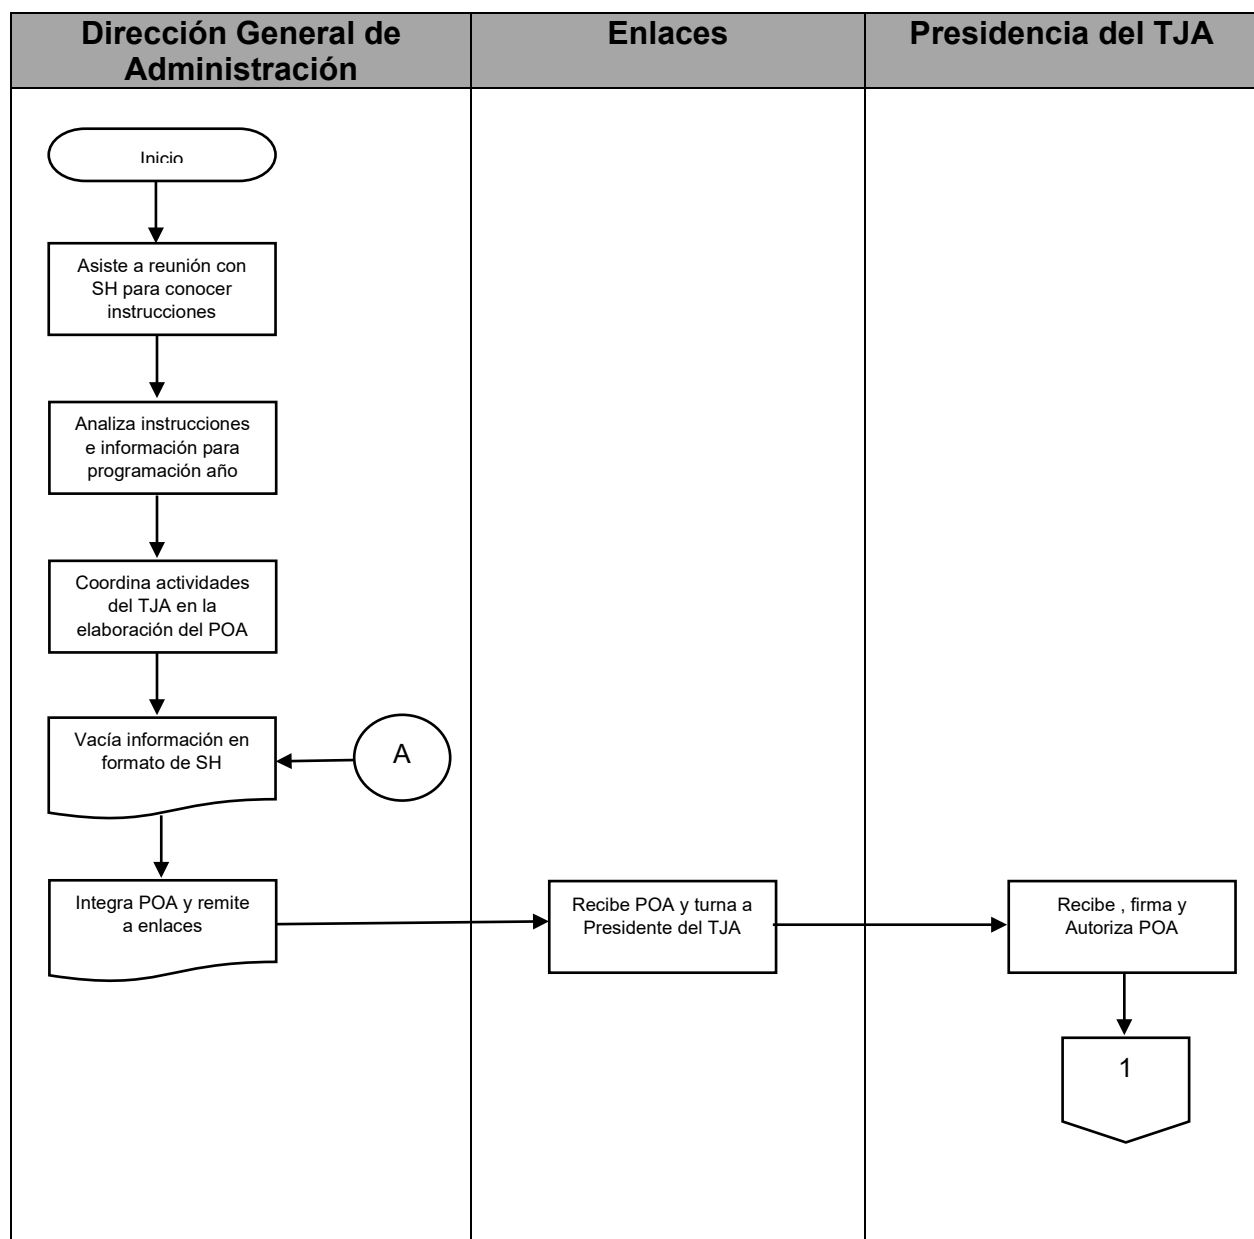 Dirección General de
Administración
Enlaces
Presidencia del TJA
Inicio
Asiste a reunión con
SH para conocer
instrucciones
Analiza instrucciones
e información para
programación año
Coordina actividades
del TJA en la
elaboración del POA
Vacía información en
formato de SH
A
Integra POA y remite
a enlaces
Recibe POA y turna a
Presidente del TJA
Recibe , firma y
Autoriza POA
1